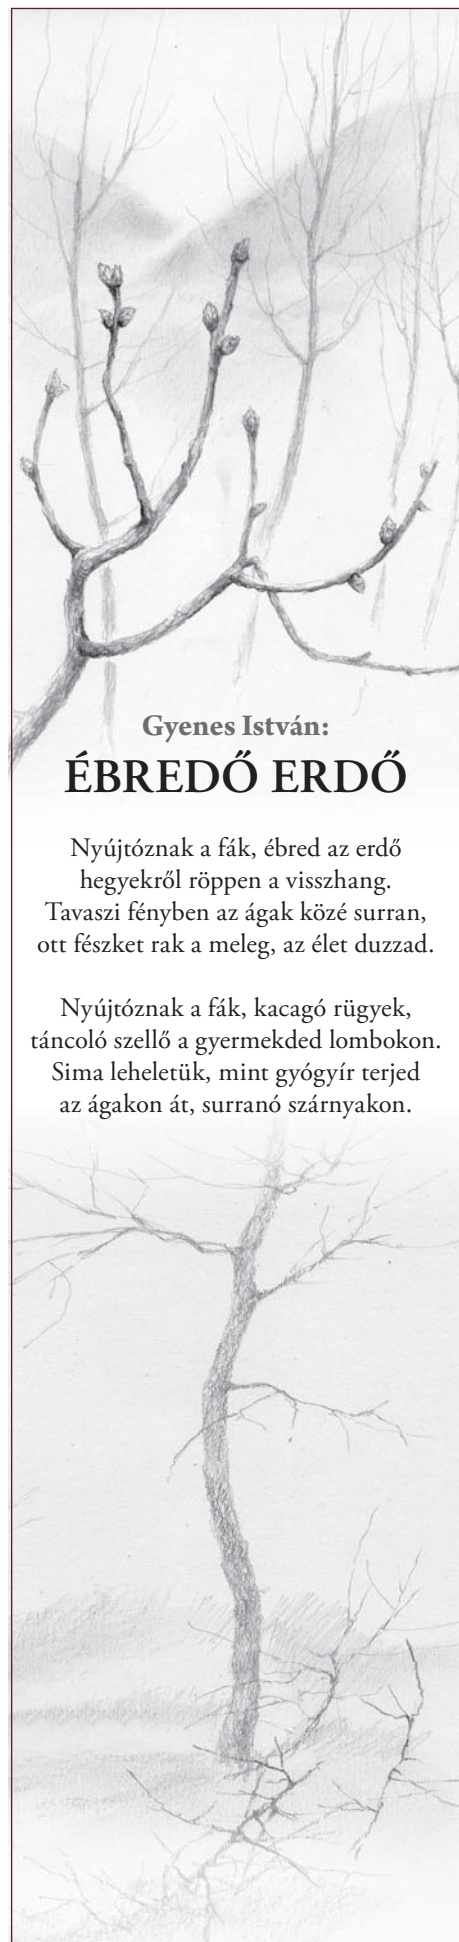 Gyenes István:
ÉBREDŐ ERDŐ
Nyújtóznak a fák, ébred az erdő
hegyekről röppen a visszhang.
Tavaszi fényben az ágak közé surran,
ott fészket rak a meleg, az élet duzzad.
Nyújtóznak a fák, kacagó rügyek,
táncoló szellő a gyermekded lombokon.
Sima leheletük, mint gyógyír terjed
az ágakon át, surranó szárnyakon.